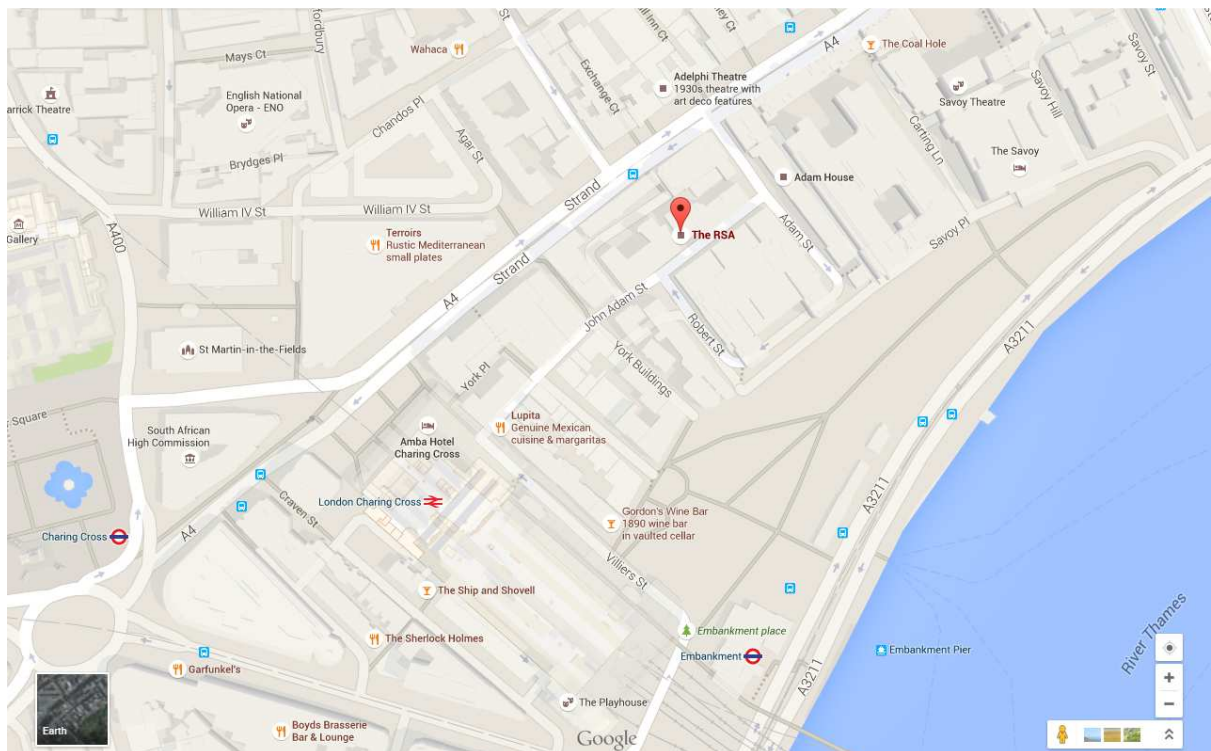 fordbury
Mays Ct
Wahaca
Exchange Ct
A4
The Coal Hole
Savoy St
Garrick Theatre
English National
Opera - ENO
Chandos Pl
Agar St
Adelphi Theatre
1930s theatre with
art deco features
Savoy Theatre
Savoy Hill
Carting Ln
The Savoy
Brydges Pl
Adam House
William IV St
William IV St
Strand
The RSA
Adam St
Savoy Pl
Gallery
A400
Terroirs
Rustic Mediterranean
small plates
Strand
A4
John Adam St
Robert St
A3211
St Martin-in-the-Fields
York Pl
York Buildings
Square
South African
High Commission
Amba Hotel
Charing Cross
Lupita
Genuine Mexican
cuisine & margaritas
London Charing Cross
Craven St
A4
Charing Cross
Gordon's Wine Bar
1890 wine bar
in vaulted cellar
A3211
Villiers St
The Ship and Shovell
The Sherlock Holmes
Embankment place
Embankment
Embankment Pier
River Thames
Garfunkel's
A3211
The Playhouse
Boyds Brasserie
Bar & Lounge
Earth
Google